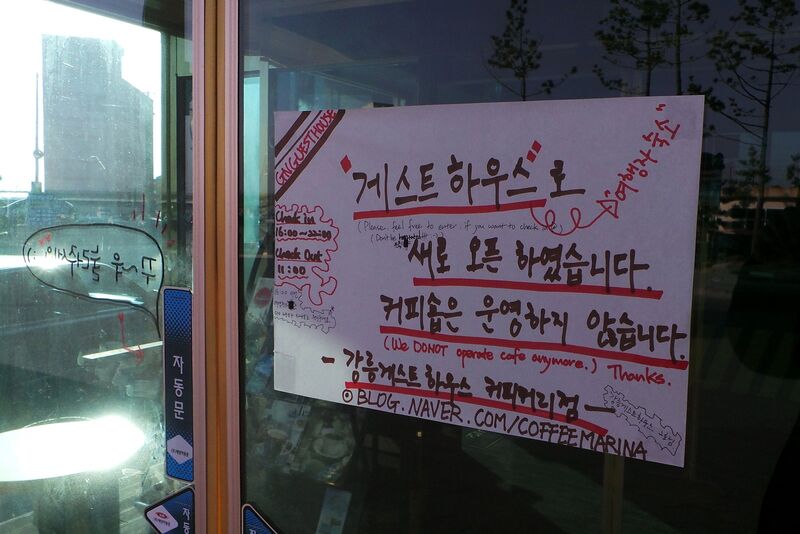 GNGUESTHOUSE
"게스트하우스"로
"여행자 숙소"
(Please, feel free to enter, if you want to check
새로 오픈 하였습니다.
커피숍은 운영하지 않습니다.
(We DONOT operate cafe anymore.) Thanks.
- 강릉게스트하우스 커피거리점 -
BLOG.NAVER.COM/COFFEEMARINA
Check in
16:00~22:00
Check Out
11:00
자동문
자동